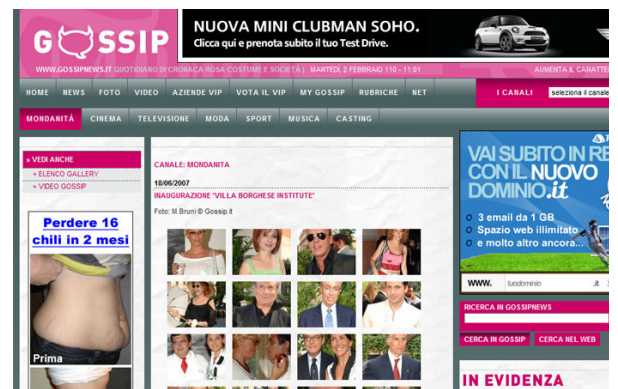 GOSSIP
NUOVA MINI CLUBMAN SOHO.
Clicca qui e prenota subito il tuo Test Drive.
WWW.GOSSIPNEWS.IT QUOTIDIANO DI CRONACA ROSA COSTUME E SOCIETÀ | MARTEDÌ, 2 FEBBRAIO 110 - 11:01
AUMENTA IL CARATTE
HOME NEWS FOTO VIDEO AZIENDE VIP VOTA IL VIP MY GOSSIP RUBRICHE NET
I CANALI seleziona il canale
MONDANITÁ CINEMA TELEVISIONE MODA SPORT MUSICA CASTING
» VEDI ANCHE
+ ELENCO GALLERY
+ VIDEO GOSSIP
Perdere 16
chili in 2 mesi
Prima
CANALE: MONDANITA
18/06/2007
INAUGURAZIONE 'VILLA BORGHESE INSTITUTE'
Foto: M.Bruni © Gossip.it
VAI SUBITO IN RE
CON IL NUOVO
DOMINIO.it
3 email da 1 GB
Spazio web illimitato
e molto altro ancora...
WWW. tuodominio .it
RICERCA IN GOSSIPNEWS
CERCA IN GOSSIP CERCA NEL WEB
IN EVIDENZA